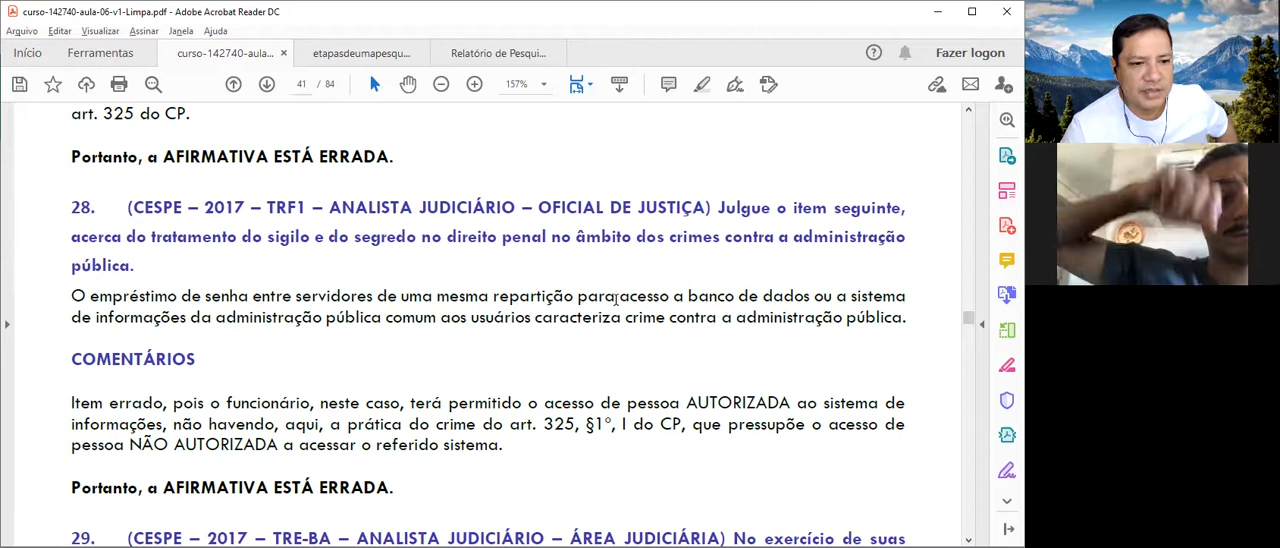 curso-142740-aula-06-v1-Limpa.pdf - Adobe Acrobat Reader DC
Arquivo Editar Visualizar Assinar Janela Ajuda
Início Ferramentas curso-142740-aula... × etapasdeumapesqu... Relatório de Pesqui... Fazer logon
41 / 84 157%
art. 325 do CP.
Portanto, a AFIRMATIVA ESTÁ ERRADA.
28. (CESPE – 2017 – TRF1 – ANALISTA JUDICIÁRIO – OFICIAL DE JUSTIÇA) Julgue o item seguinte,
acerca do tratamento do sigilo e do segredo no direito penal no âmbito dos crimes contra a administração
pública.
O empréstimo de senha entre servidores de uma mesma repartição para acesso a banco de dados ou a sistema
de informações da administração pública comum aos usuários caracteriza crime contra a administração pública.
COMENTÁRIOS
Item errado, pois o funcionário, neste caso, terá permitido o acesso de pessoa AUTORIZADA ao sistema de
informações, não havendo, aqui, a prática do crime do art. 325, §1°, I do CP, que pressupõe o acesso de
pessoa NÃO AUTORIZADA a acessar o referido sistema.
Portanto, a AFIRMATIVA ESTÁ ERRADA.
29. (CESPE – 2017 – TRE-BA – ANALISTA JUDICIÁRIO – ÁREA JUDICIÁRIA) No exercício de suas